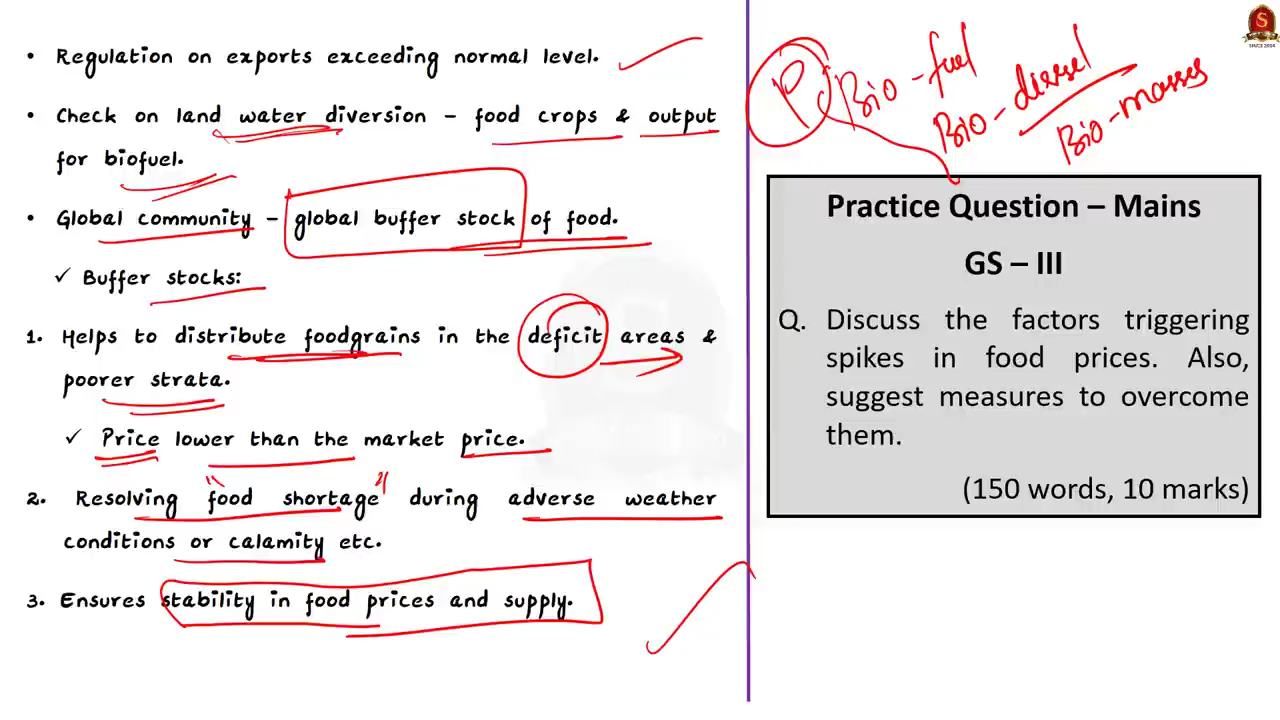 • Regulation on exports exceeding normal level.
• Check on land water diversion – food crops & output
for biofuel.
• Global community – global buffer stock of food.
✓ Buffer stocks:
1. Helps to distribute foodgrains in the deficit areas &
poorer strata.
✓ Price lower than the market price.
2. Resolving "food shortage" during adverse weather
conditions or calamity etc.
3. Ensures stability in food prices and supply.
P
Bio-fuel
Bio-diesel
Bio-masses
S
SINCE 2004
Practice Question – Mains
GS – III
Q. Discuss the factors triggering
spikes in food prices. Also,
suggest measures to overcome
them.
(150 words, 10 marks)